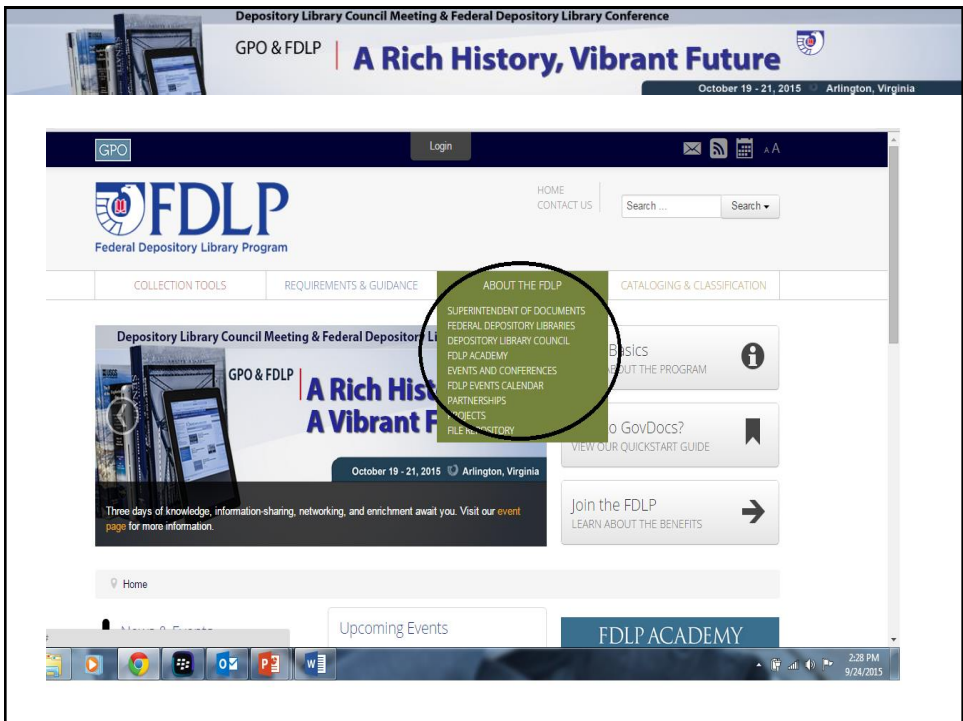 Depository Library Council Meeting & Federal Depository Library Conference
GPO & FDLP
A Rich History, Vibrant Future
October 19 - 21, 2015 Arlington, Virginia
GPO
Login
A A
FDLP
Federal Depository Library Program
HOME
CONTACT US
Search ...
Search
COLLECTION TOOLS
REQUIREMENTS & GUIDANCE
ABOUT THE FDLP
CATALOGING & CLASSIFICATION
SUPERINTENDENT OF DOCUMENTS
FEDERAL DEPOSITORY LIBRARIES
DEPOSITORY LIBRARY COUNCIL
FDLP ACADEMY
EVENTS AND CONFERENCES
FDLP EVENTS CALENDAR
PARTNERSHIPS
PROJECTS
FILE REPOSITORY
Depository Library Council Meeting & Federal Depository Li
GPO & FDLP
A Rich Hist
A Vibrant F
October 19 - 21, 2015 Arlington, Virginia
Three days of knowledge, information-sharing, networking, and enrichment await you. Visit our event
page for more information.
Basics
ABOUT THE PROGRAM
o GovDocs?
VIEW OUR QUICKSTART GUIDE
Join the FDLP
LEARN ABOUT THE BENEFITS
Home
News & Events
Upcoming Events
FDLP ACADEMY
2:28 PM
9/24/2015